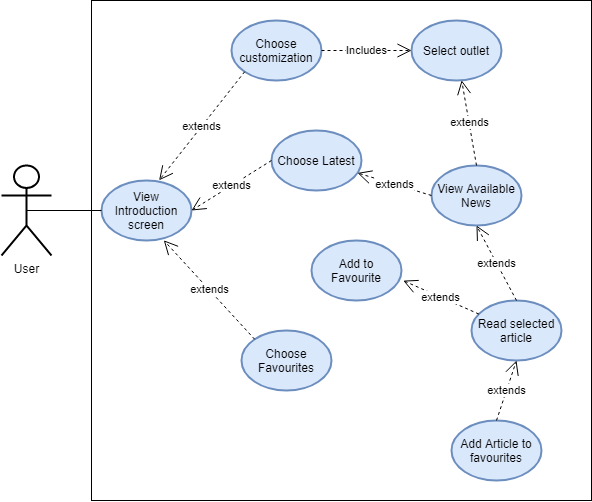 Choose
customization
Includes
Select outlet
extends
extends
Choose Latest
extends
extends
View Available
News
View
Introduction
screen
User
extends
Add to
Favourite
extends
extends
Read selected
article
Choose
Favourites
extends
Add Article to
favourites